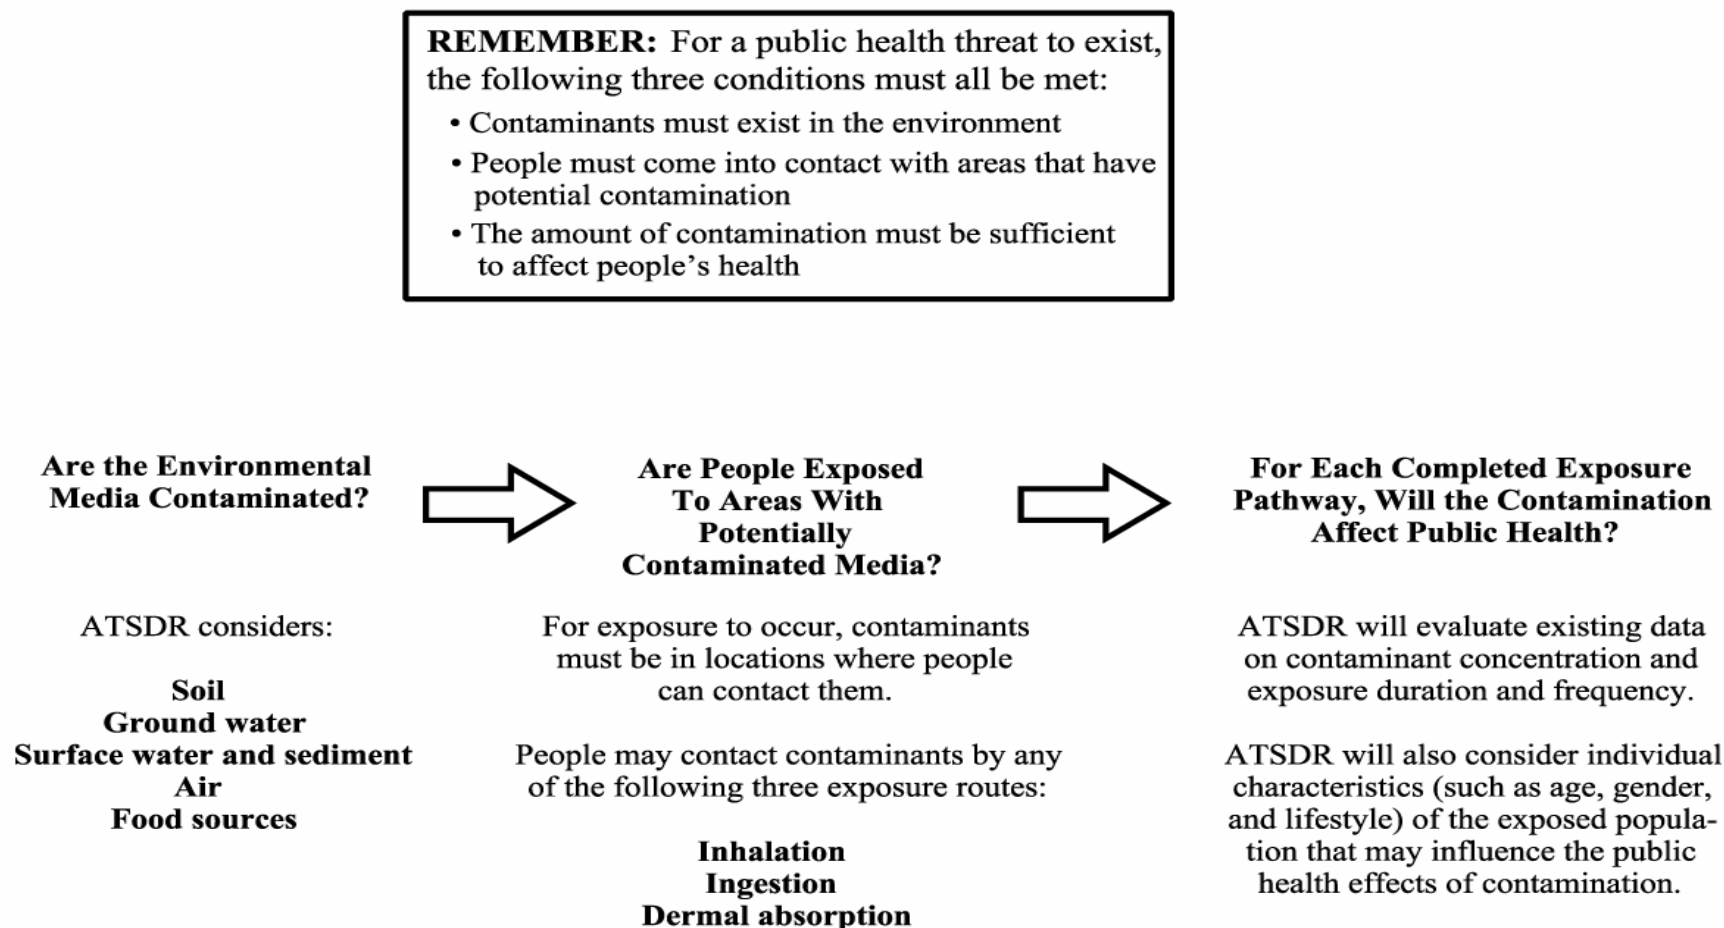 REMEMBER: For a public health threat to exist,
the following three conditions must all be met:
• Contaminants must exist in the environment
• People must come into contact with areas that have
potential contamination
• The amount of contamination must be sufficient
to affect people’s health
Are the Environmental
Media Contaminated?
ATSDR considers:
Soil
Ground water
Surface water and sediment
Air
Food sources
Are People Exposed
To Areas With
Potentially
Contaminated Media?
For exposure to occur, contaminants
must be in locations where people
can contact them.
People may contact contaminants by any
of the following three exposure routes:
Inhalation
Ingestion
Dermal absorption
For Each Completed Exposure
Pathway, Will the Contamination
Affect Public Health?
ATSDR will evaluate existing data
on contaminant concentration and
exposure duration and frequency.
ATSDR will also consider individual
characteristics (such as age, gender,
and lifestyle) of the exposed popula-
tion that may influence the public
health effects of contamination.